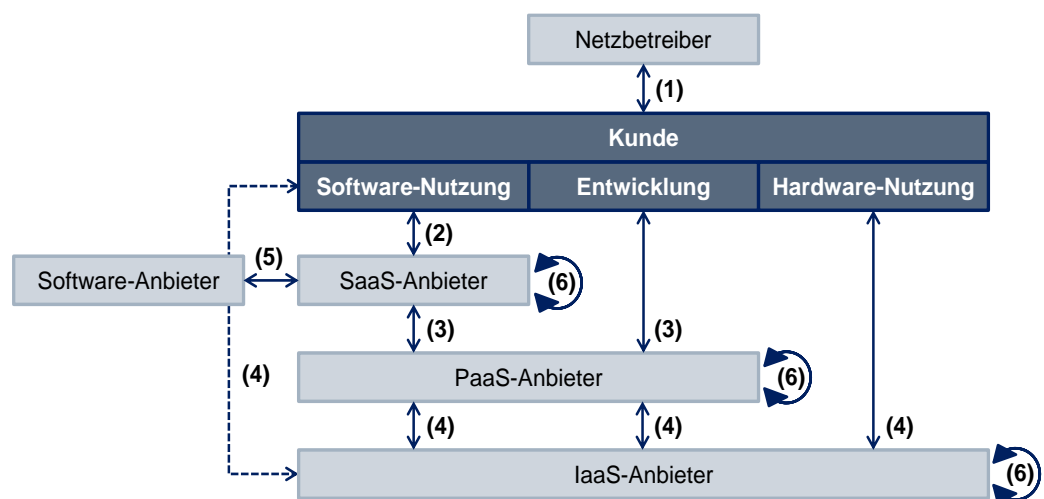 Netzbetreiber
(1)
Kunde
Software-Nutzung Entwicklung Hardware-Nutzung
(2)
(5)
Software-Anbieter SaaS-Anbieter (6)
(3) (3)
(4) PaaS-Anbieter (6)
(4) (4) (4)
IaaS-Anbieter (6)